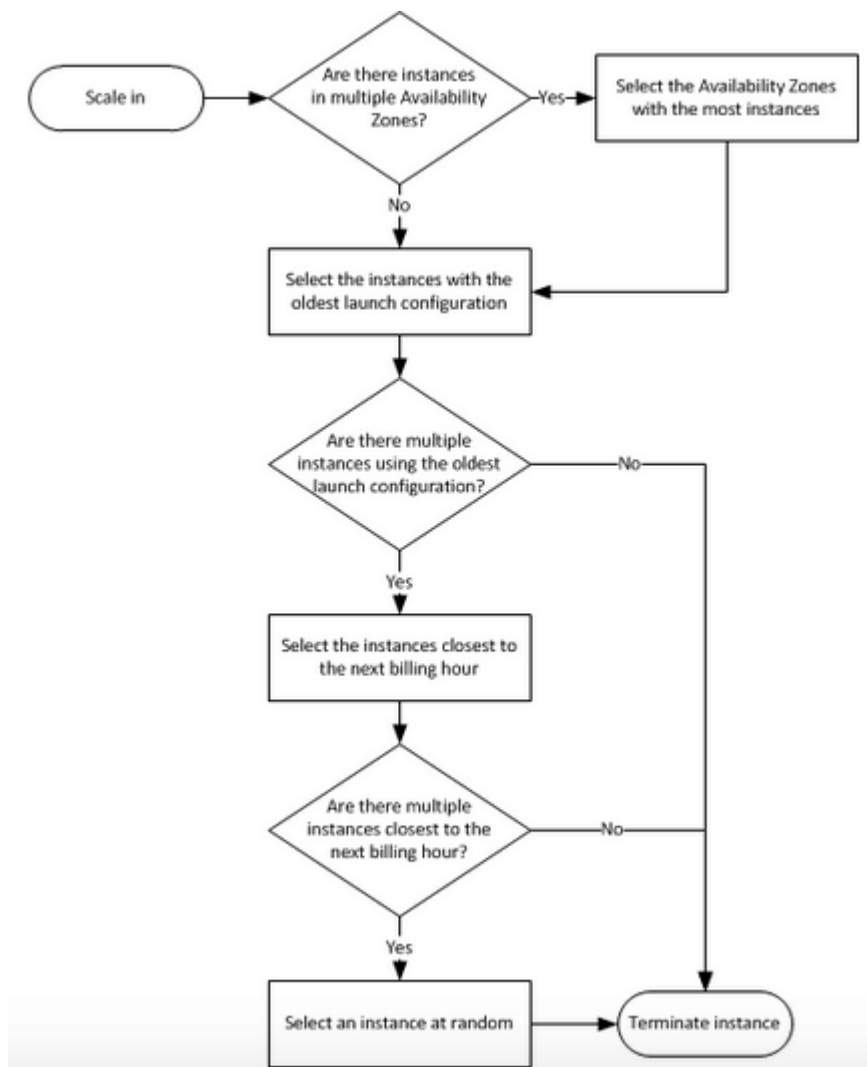 Scale in
Are there instances
in multiple Availability
Zones?
Yes
Select the Availability Zones
with the most instances
No
Select the instances with the
oldest launch configuration
Are there multiple
instances using the oldest
launch configuration?
No
Yes
Select the instances closest to
the next billing hour
Are there multiple
instances closest to the
next billing hour?
No
Yes
Select an instance at random
Terminate instance